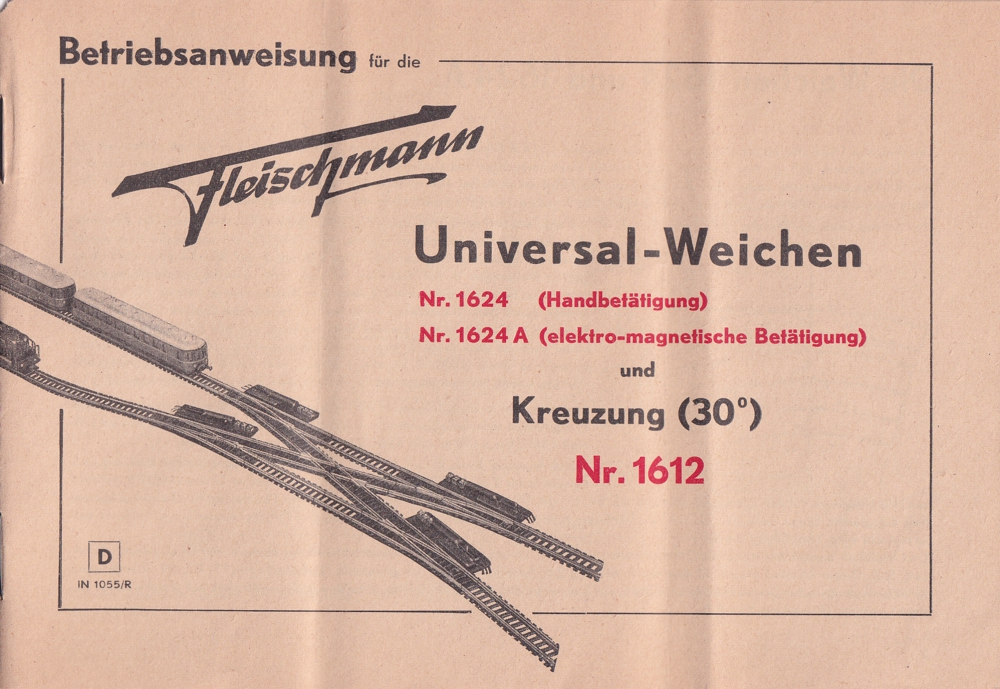 Betriebsanweisung für die
Fleischmann
Universal-Weichen
Nr. 1624 (Handbetätigung)
Nr. 1624 A (elektro-magnetische Betätigung)
und
Kreuzung (30°)
Nr. 1612
D
IN 1055/R